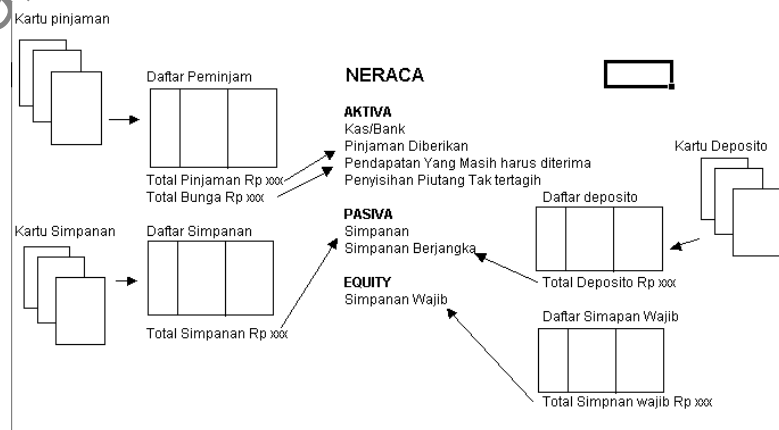 Kartu pinjaman
Daftar Peminjam
Total Pinjaman Rp xxx
Total Bunga Rp xxx
Kartu Simpanan
Daftar Simpanan
Total Simpanan Rp xxx
NERACA
AKTIVA
Kas/Bank
Pinjaman Diberikan
Pendapatan Yang Masih harus diterima
Penyisihan Piutang Tak tertagih
PASIVA
Simpanan
Simpanan Berjangka
EQUITY
Simpanan Wajib
Kartu Deposito
Daftar deposito
Total Deposito Rp xxx
Daftar Simapan Wajib
Total Simpnan wajib Rp xxx